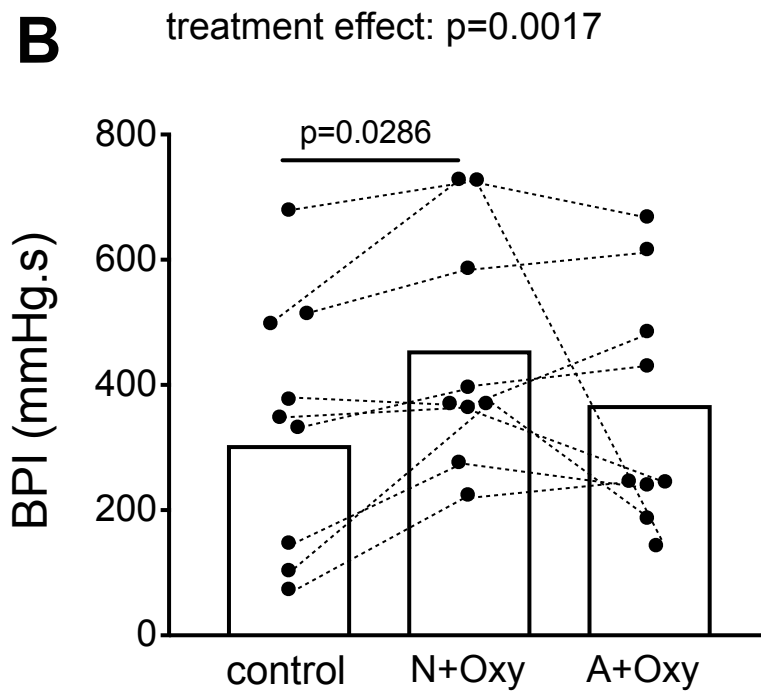 B
treatment effect: p=0.0017
p=0.0286
BPI (mmHg.s)
800
600
400
200
0
control
N+Oxy
A+Oxy